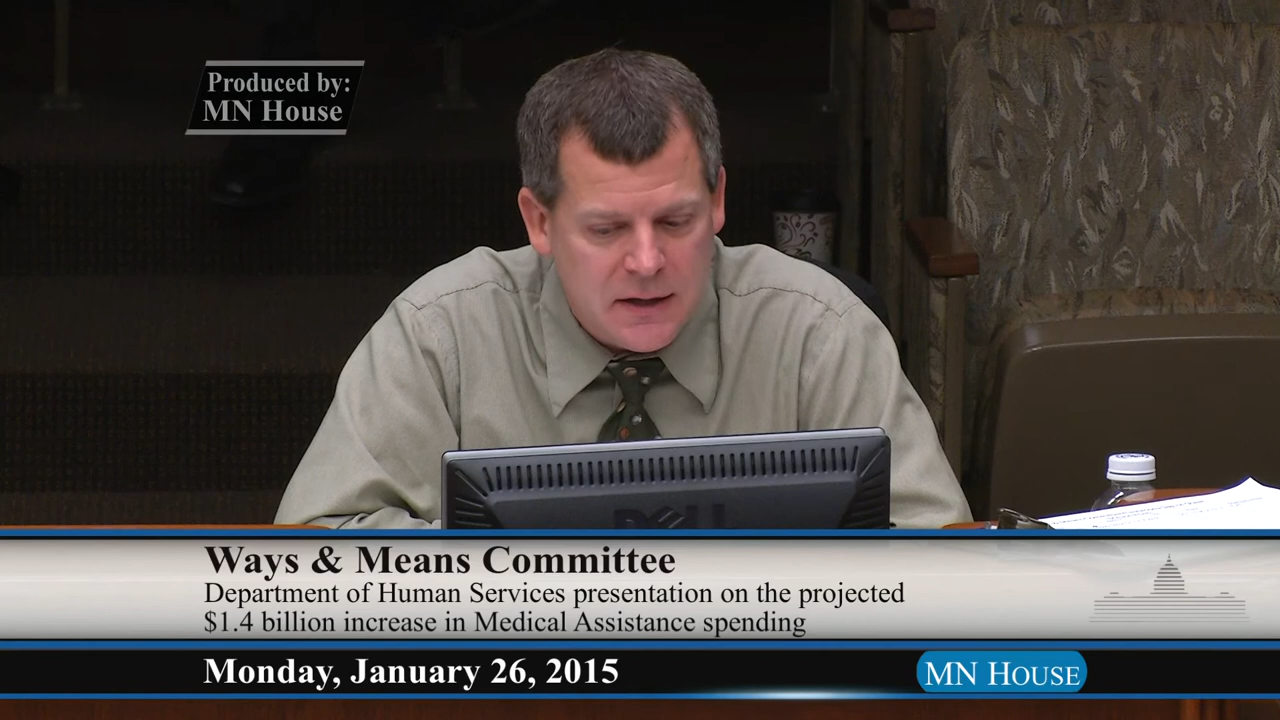 Produced by:
MN House
DELL
Ways & Means Committee
Department of Human Services presentation on the projected
$1.4 billion increase in Medical Assistance spending
Monday, January 26, 2015
MN HOUSE